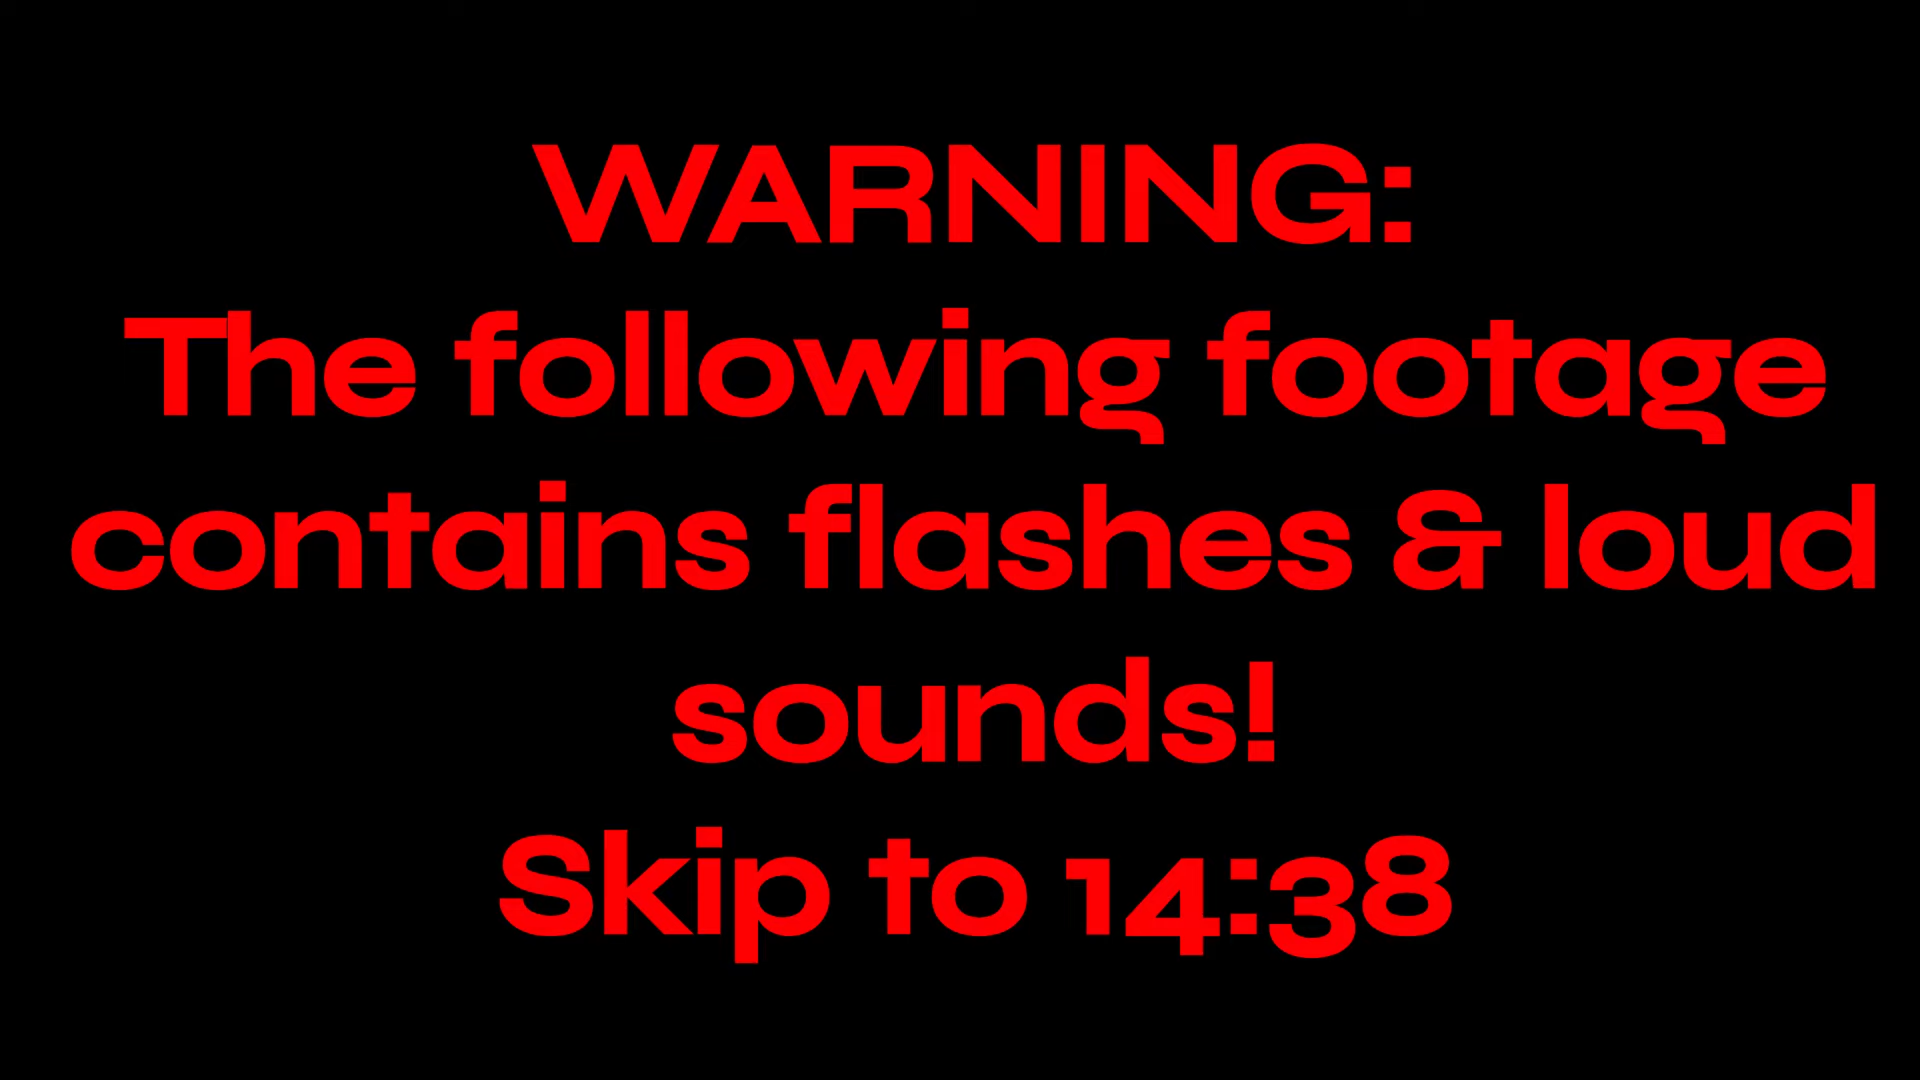 WARNING:
The following footage
contains flashes & loud
sounds!
Skip to 14:38